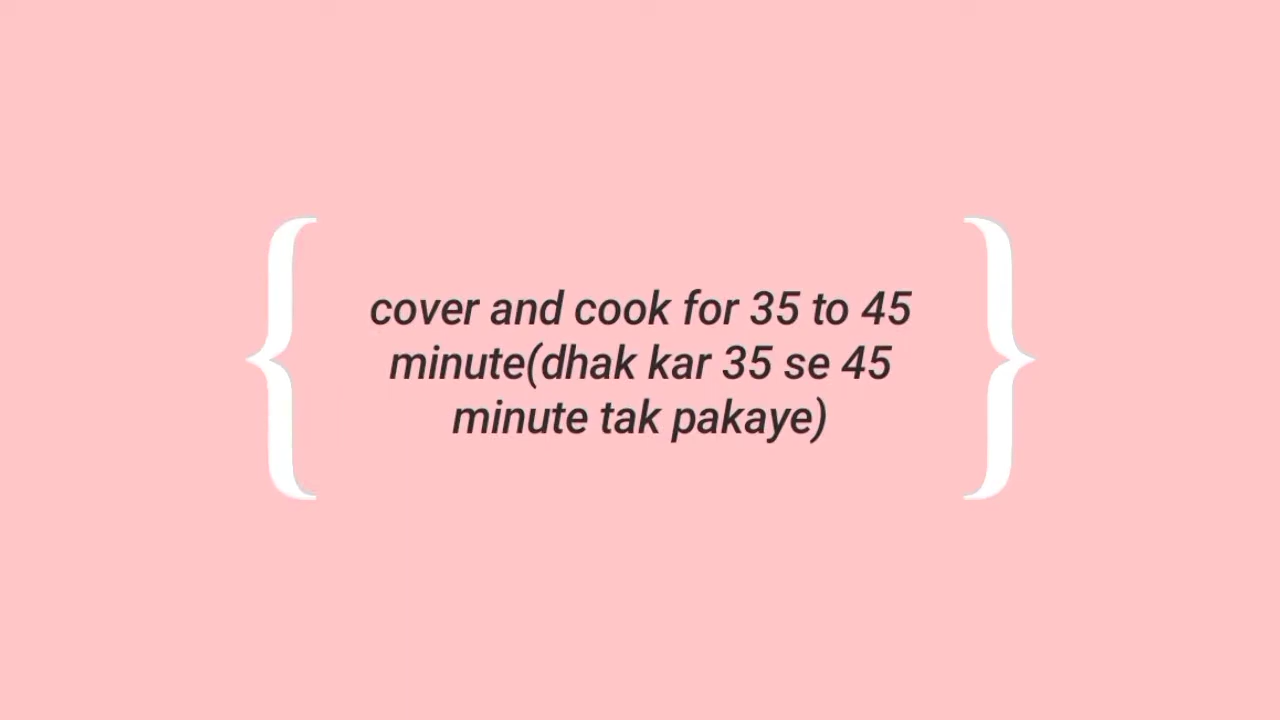 cover and cook for 35 to 45
minute(dhak kar 35 se 45
minute tak pakaye)